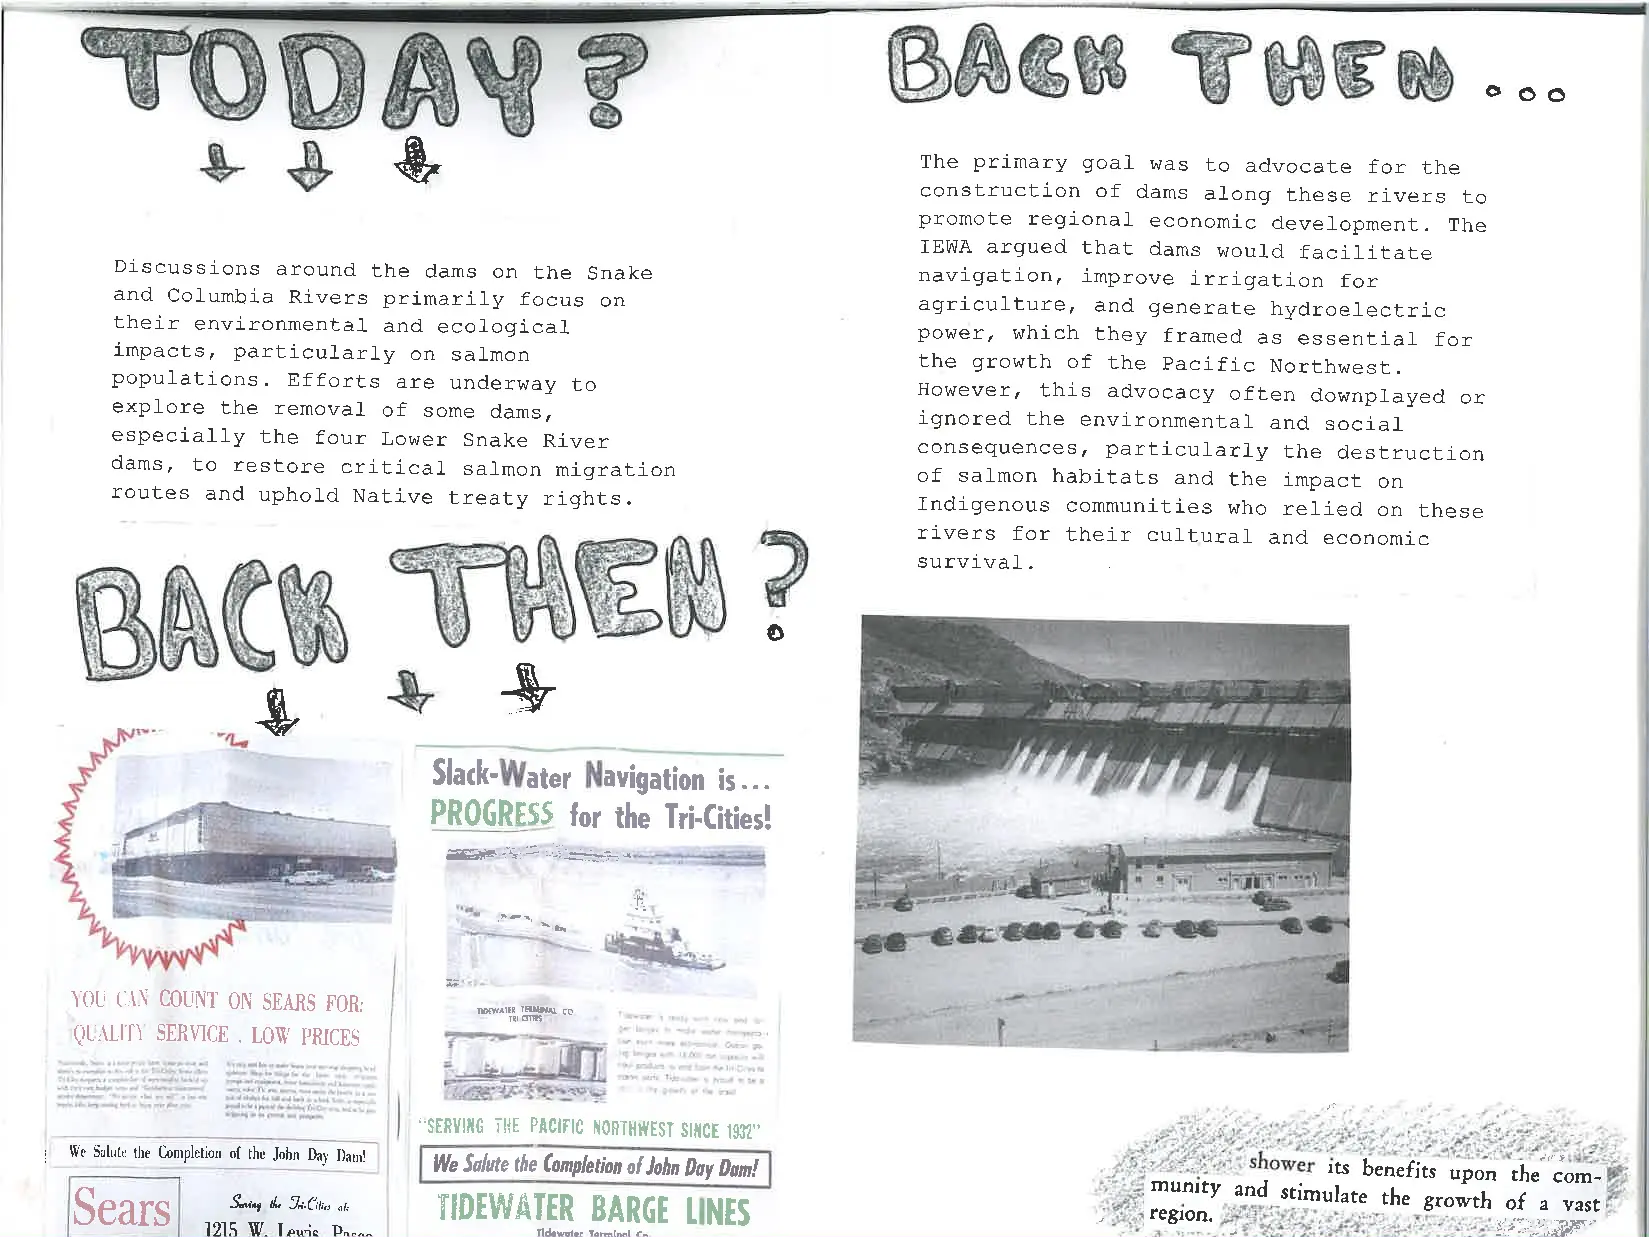 TODAY?
Discussions around the dams on the Snake
and Columbia Rivers primarily focus on
their environmental and ecological
impacts, particularly on salmon
populations. Efforts are underway to
explore the removal of some dams,
especially the four Lower Snake River
dams, to restore critical salmon migration
routes and uphold Native treaty rights.
BACK THEN?
YOU CAN COUNT ON SEARS FOR:
QUALITY SERVICE . LOW PRICES
We Salute the Completion of the John Day Dam!
Sears
Serving the Tri-Cities at:
1215 W. Lewis
Slack-Water Navigation is...
PROGRESS for the Tri-Cities!
TIDEWATER TERMINAL CO
TRI-CITIES
"SERVING THE PACIFIC NORTHWEST SINCE 1932"
We Salute the Completion of John Day Dam!
TIDEWATER BARGE LINES
Tidewater Terminal Co.
BACK THEN...
The primary goal was to advocate for the
construction of dams along these rivers to
promote regional economic development. The
IEWA argued that dams would facilitate
navigation, improve irrigation for
agriculture, and generate hydroelectric
power, which they framed as essential for
the growth of the Pacific Northwest.
However, this advocacy often downplayed or
ignored the environmental and social
consequences, particularly the destruction
of salmon habitats and the impact on
Indigenous communities who relied on these
rivers for their cultural and economic
survival.
shower its benefits upon the com-
munity and stimulate the growth of a vast
region.